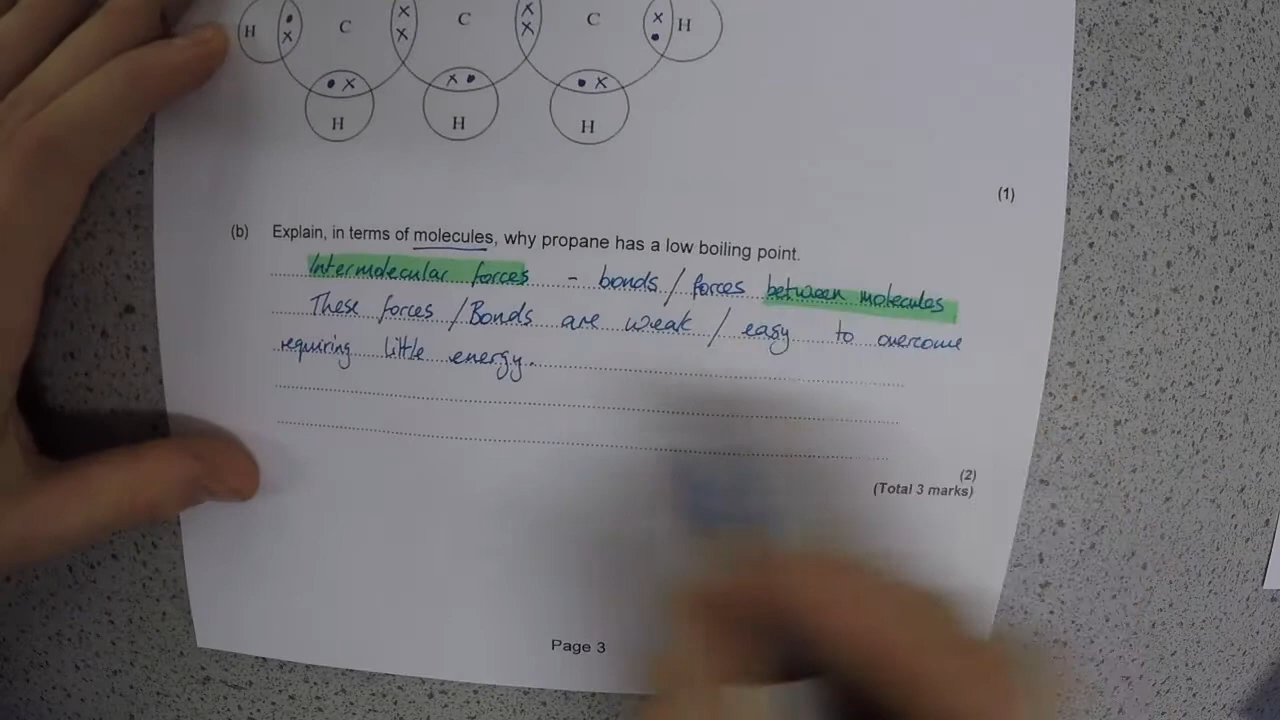 H C C C H
H H H
(1)
(b) Explain, in terms of molecules, why propane has a low boiling point.
Intermolecular forces - bonds / forces between molecules
These forces / Bonds are weak / easy to overcome
requiring little energy.
(2)
(Total 3 marks)
Page 3